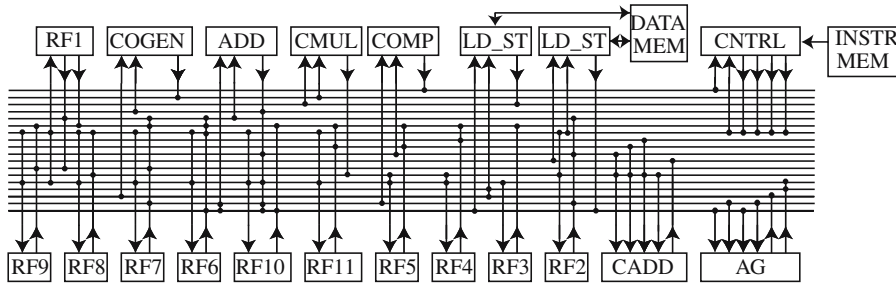 RF1 COGEN ADD CMUL COMP LD_ST LD_ST DATA MEM CNTRL INSTR MEM
RF9 RF8 RF7 RF6 RF10 RF11 RF5 RF4 RF3 RF2 CADD AG